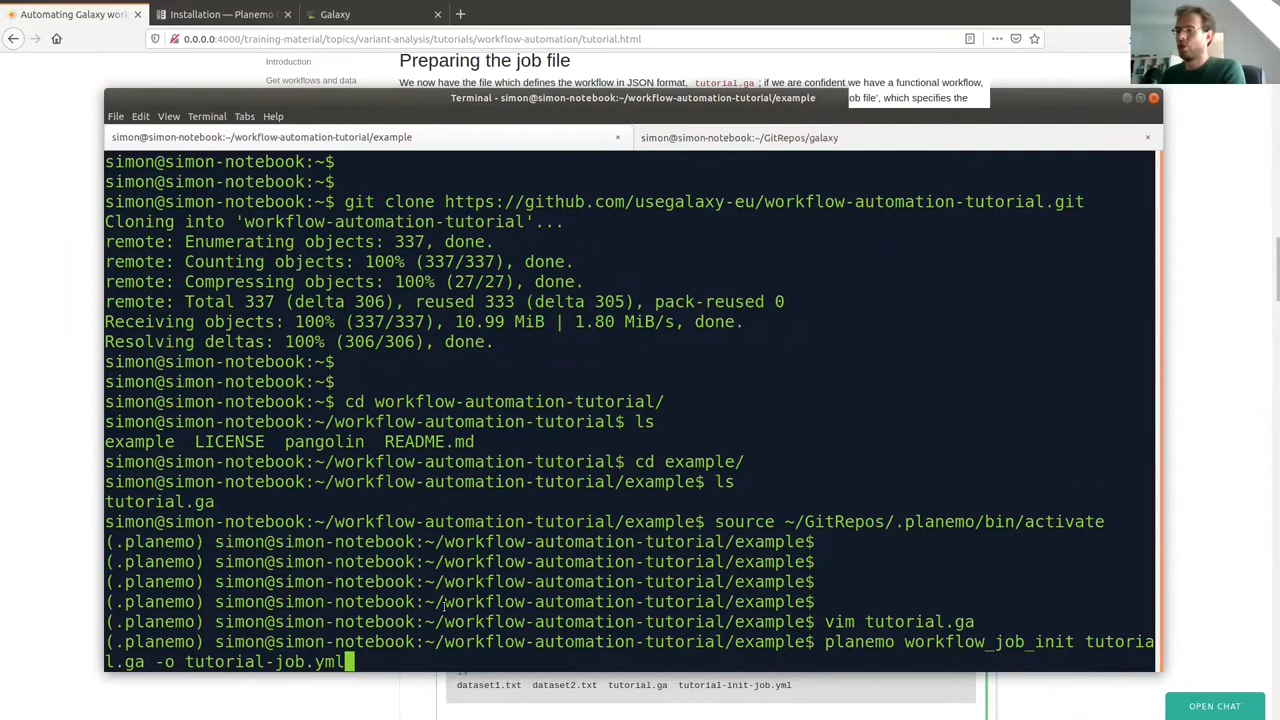 Automating Galaxy workflows
Installation — Planemo
Galaxy
0.0.0.0:4000/training-material/topics/variant-analysis/tutorials/workflow-automation/tutorial.html
Introduction
Get workflows and data
Preparing the job file
We now have the file which defines the workflow in JSON format, tutorial.ga ; if we are confident we have a functional workflow,
ob file', which specifies the
Terminal - simon@simon-notebook:~/workflow-automation-tutorial/example
File Edit View Terminal Tabs Help
simon@simon-notebook:~/workflow-automation-tutorial/example
simon@simon-notebook:~/GitRepos/galaxy
simon@simon-notebook:~$
simon@simon-notebook:~$
simon@simon-notebook:~$ git clone https://github.com/usegalaxy-eu/workflow-automation-tutorial.git
Cloning into 'workflow-automation-tutorial'...
remote: Enumerating objects: 337, done.
remote: Counting objects: 100% (337/337), done.
remote: Compressing objects: 100% (27/27), done.
remote: Total 337 (delta 306), reused 333 (delta 305), pack-reused 0
Receiving objects: 100% (337/337), 10.99 MiB | 1.80 MiB/s, done.
Resolving deltas: 100% (306/306), done.
simon@simon-notebook:~$
simon@simon-notebook:~$
simon@simon-notebook:~$ cd workflow-automation-tutorial/
simon@simon-notebook:~/workflow-automation-tutorial$ ls
example LICENSE pangolin README.md
simon@simon-notebook:~/workflow-automation-tutorial$ cd example/
simon@simon-notebook:~/workflow-automation-tutorial/example$ ls
tutorial.ga
simon@simon-notebook:~/workflow-automation-tutorial/example$ source ~/GitRepos/.planemo/bin/activate
(.planemo) simon@simon-notebook:~/workflow-automation-tutorial/example$
(.planemo) simon@simon-notebook:~/workflow-automation-tutorial/example$
(.planemo) simon@simon-notebook:~/workflow-automation-tutorial/example$
(.planemo) simon@simon-notebook:~/workflow-automation-tutorial/example$
(.planemo) simon@simon-notebook:~/workflow-automation-tutorial/example$ vim tutorial.ga
(.planemo) simon@simon-notebook:~/workflow-automation-tutorial/example$ planemo workflow_job_init tutoria
l.ga -o tutorial-job.yml
dataset1.txt dataset2.txt tutorial.ga tutorial-init-job.yml
OPEN CHAT